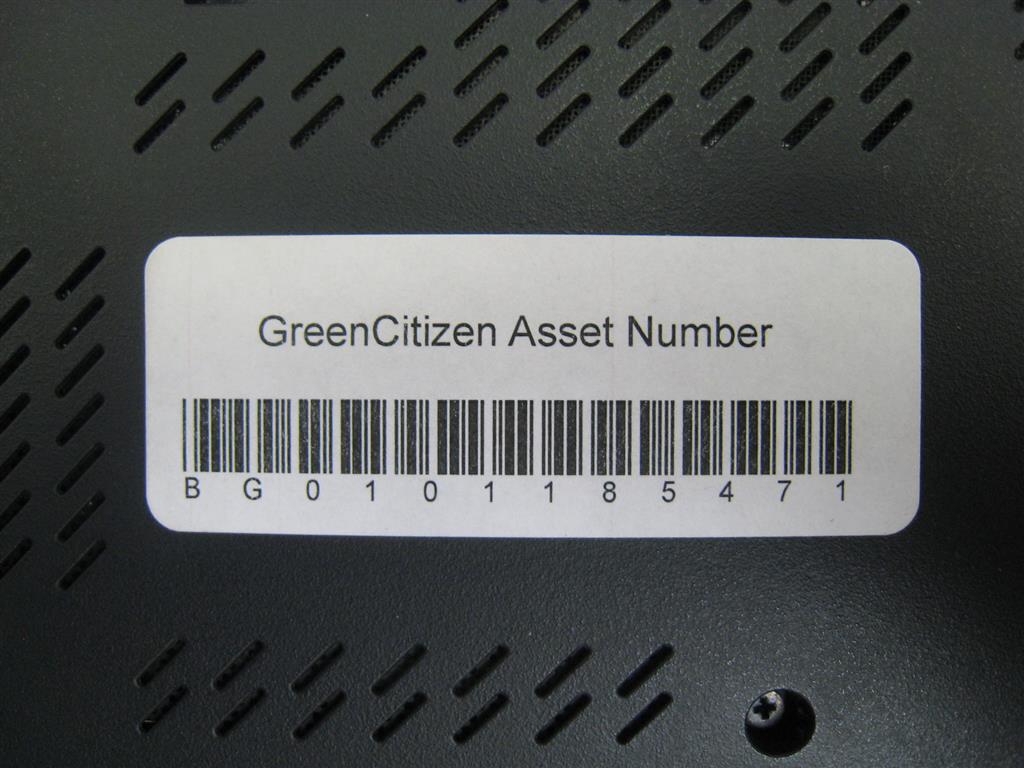 GreenCitizen Asset Number
B G 0 1 0 1 1 8 5 4 7 1